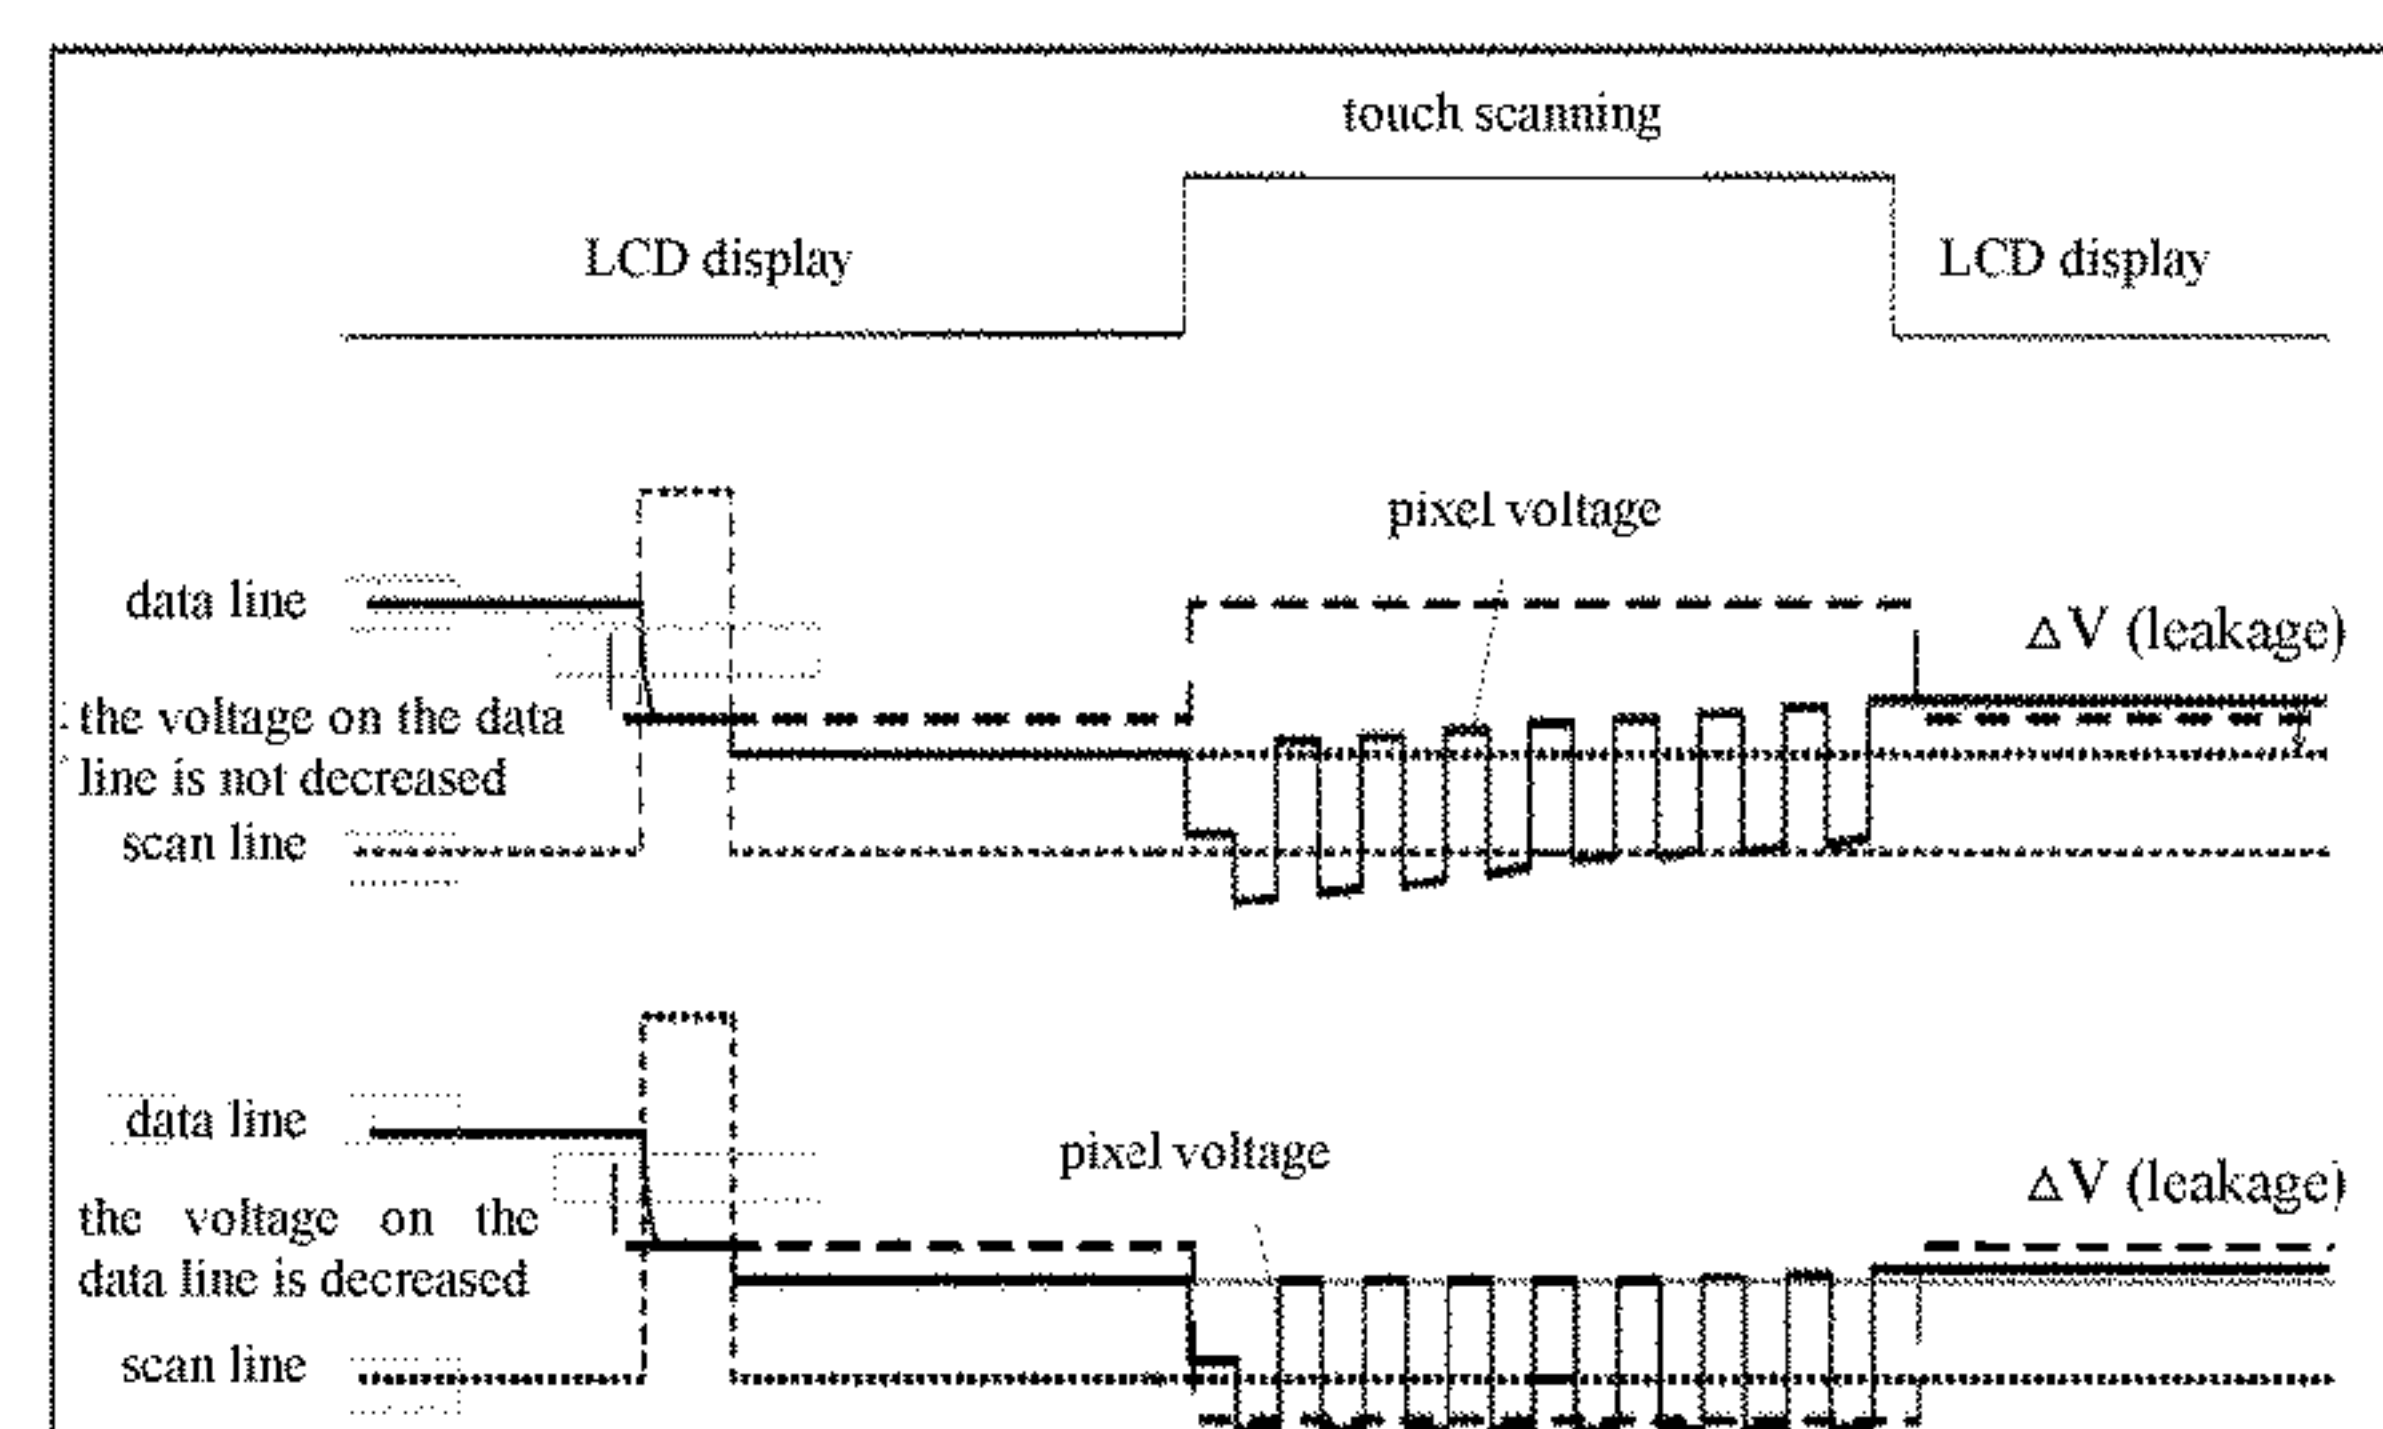 touch scanning
LCD display
LCD display
pixel voltage
data line
ΔV (leakage)
the voltage on the data
line is not decreased
scan line
data line
pixel voltage
ΔV (leakage)
the voltage on the
data line is decreased
scan line